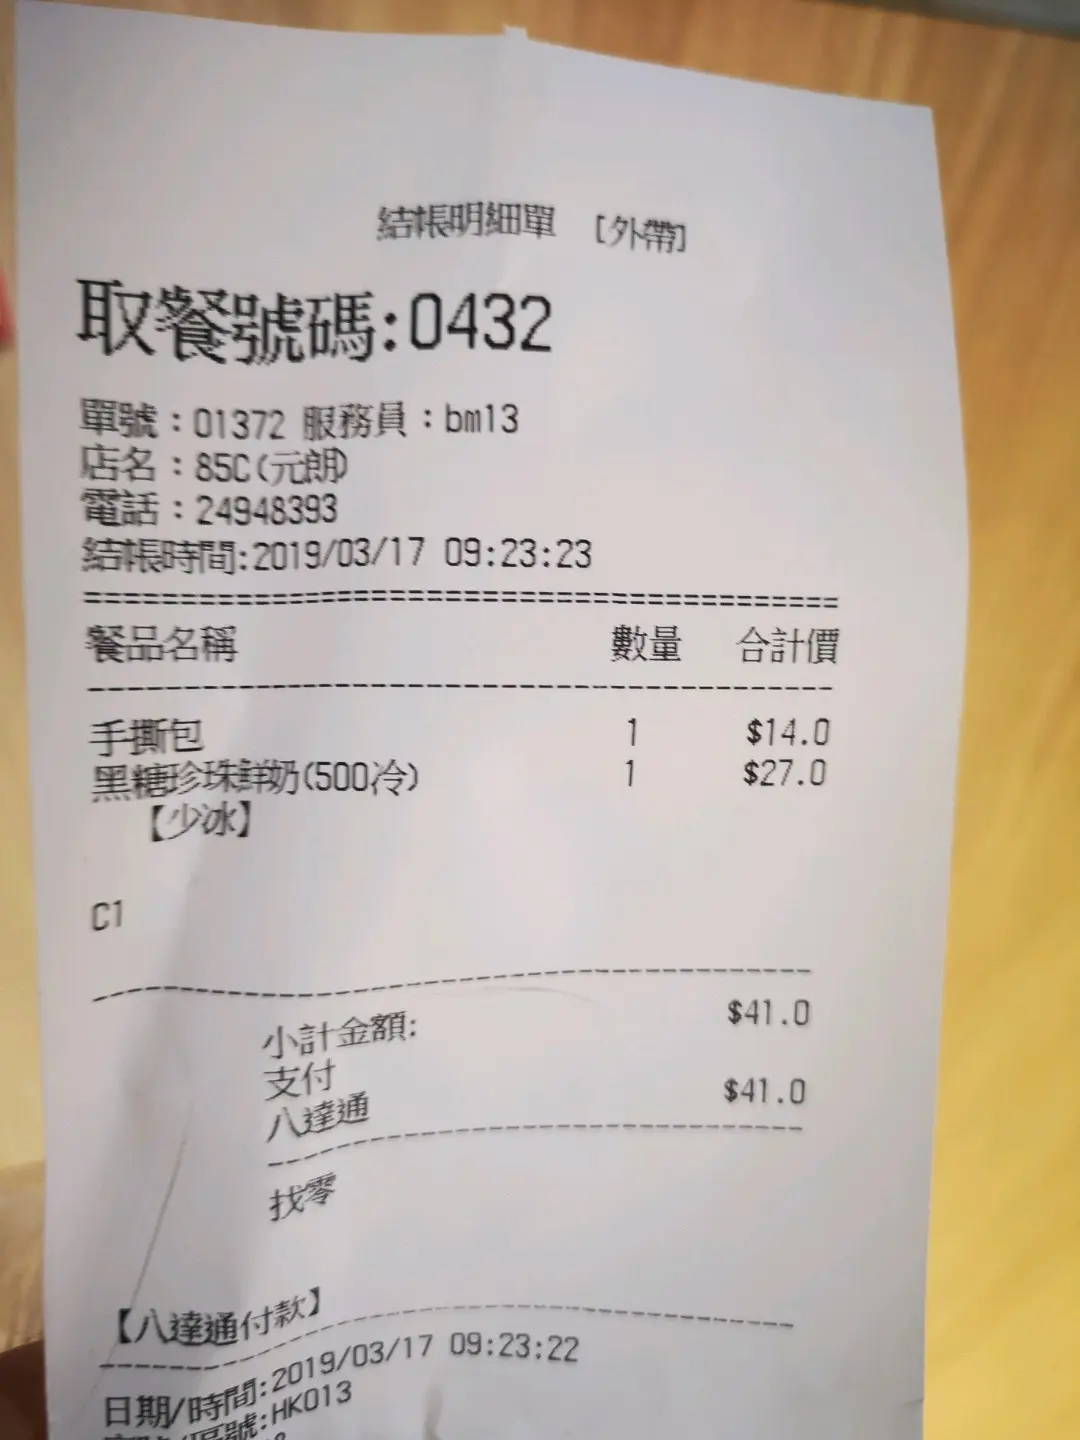 結帳明細單 [外帶]
取餐號碼:0432
單號：01372 服務員：bm13
店名：85C(元朗)
電話：24948393
結帳時間:2019/03/17 09:23:23
========================================
餐品名稱 數量 合計價
----------------------------------------
手撕包 1 $14.0
黑糖珍珠鮮奶(500冷) 1 $27.0
【少冰】
C1
----------------------------------------
小計金額: $41.0
支付
八達通 $41.0
----------------------------------------
找零
【八達通付款】
----------------------------------------
日期/時間:2019/03/17 09:23:22
號:HK013